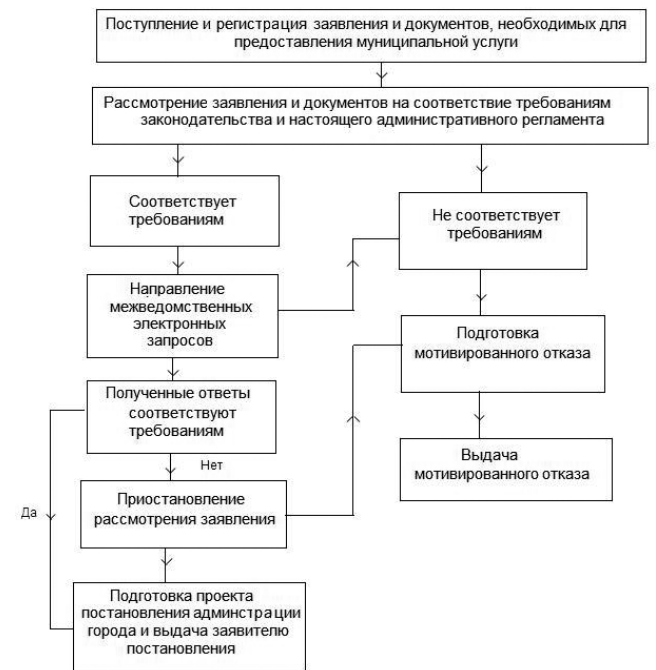 Поступление и регистрация заявления и документов, необходимых для
предоставления муниципальной услуги
Рассмотрение заявления и документов на соответствие требованиям
законодательства и настоящего административного регламента
Соответствует
требованиям
Не соответствует
требованиям
Направление
межведомственных
электронных
запросов
Подготовка
мотивированного отказа
Полученные ответы
соответствуют
требованиям
Выдача
мотивированного отказа
Нет
Приостановление
рассмотрения заявления
Да
Подготовка проекта
постановления админстрации
города и выдача заявителю
постановления